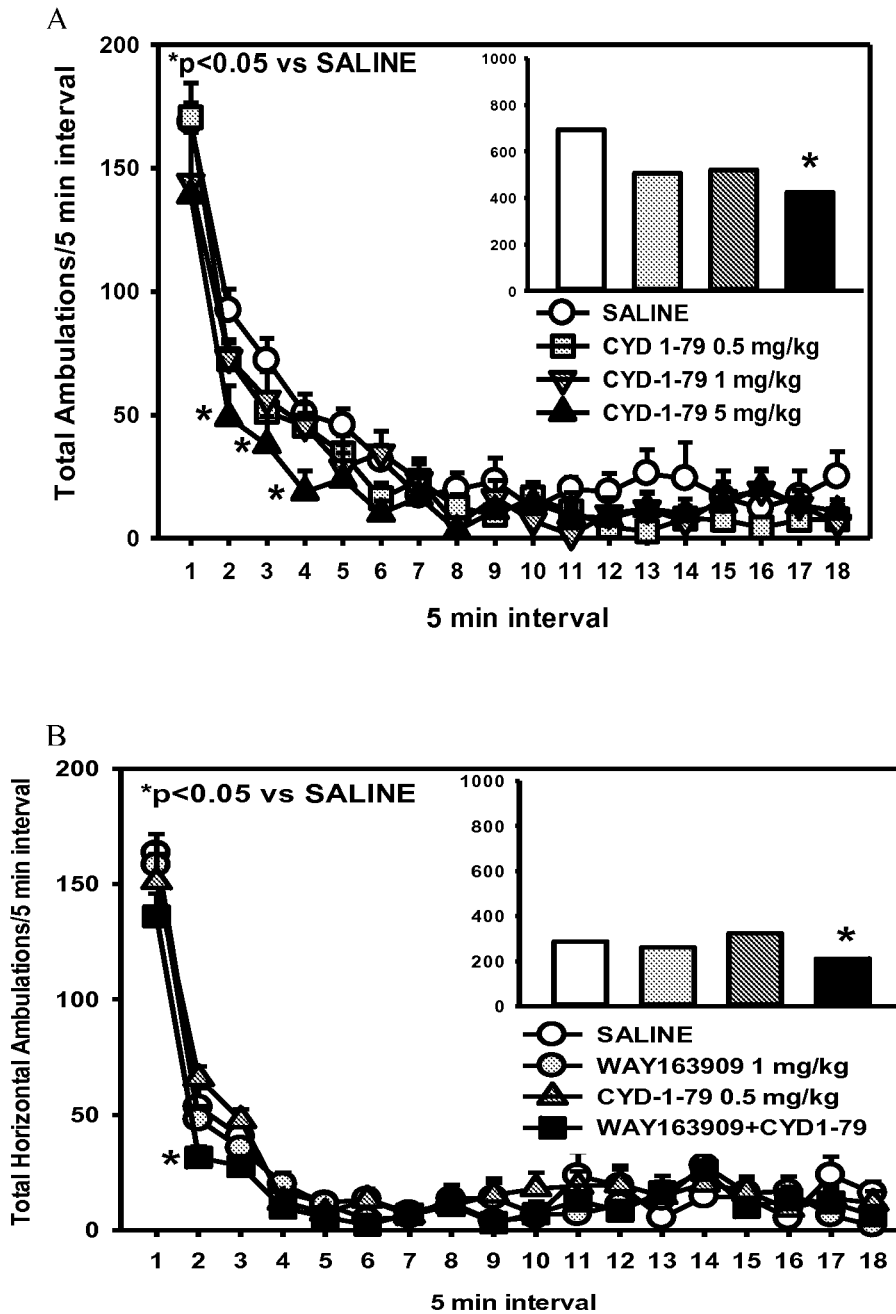 A
*p<0.05 vs SALINE
Total Ambulations/5 min interval
200
150
100
50
0
1000
800
600
400
200
0
*
SALINE
CYD 1-79 0.5 mg/kg
CYD-1-79 1 mg/kg
CYD-1-79 5 mg/kg
*
*
*
1 2 3 4 5 6 7 8 9 10 11 12 13 14 15 16 17 18
5 min interval
B
*p<0.05 vs SALINE
Total Horizontal Ambulations/5 min interval
200
150
100
50
0
1000
800
600
400
200
0
*
SALINE
WAY163909 1 mg/kg
CYD-1-79 0.5 mg/kg
WAY163909+CYD1-79
*
1 2 3 4 5 6 7 8 9 10 11 12 13 14 15 16 17 18
5 min interval